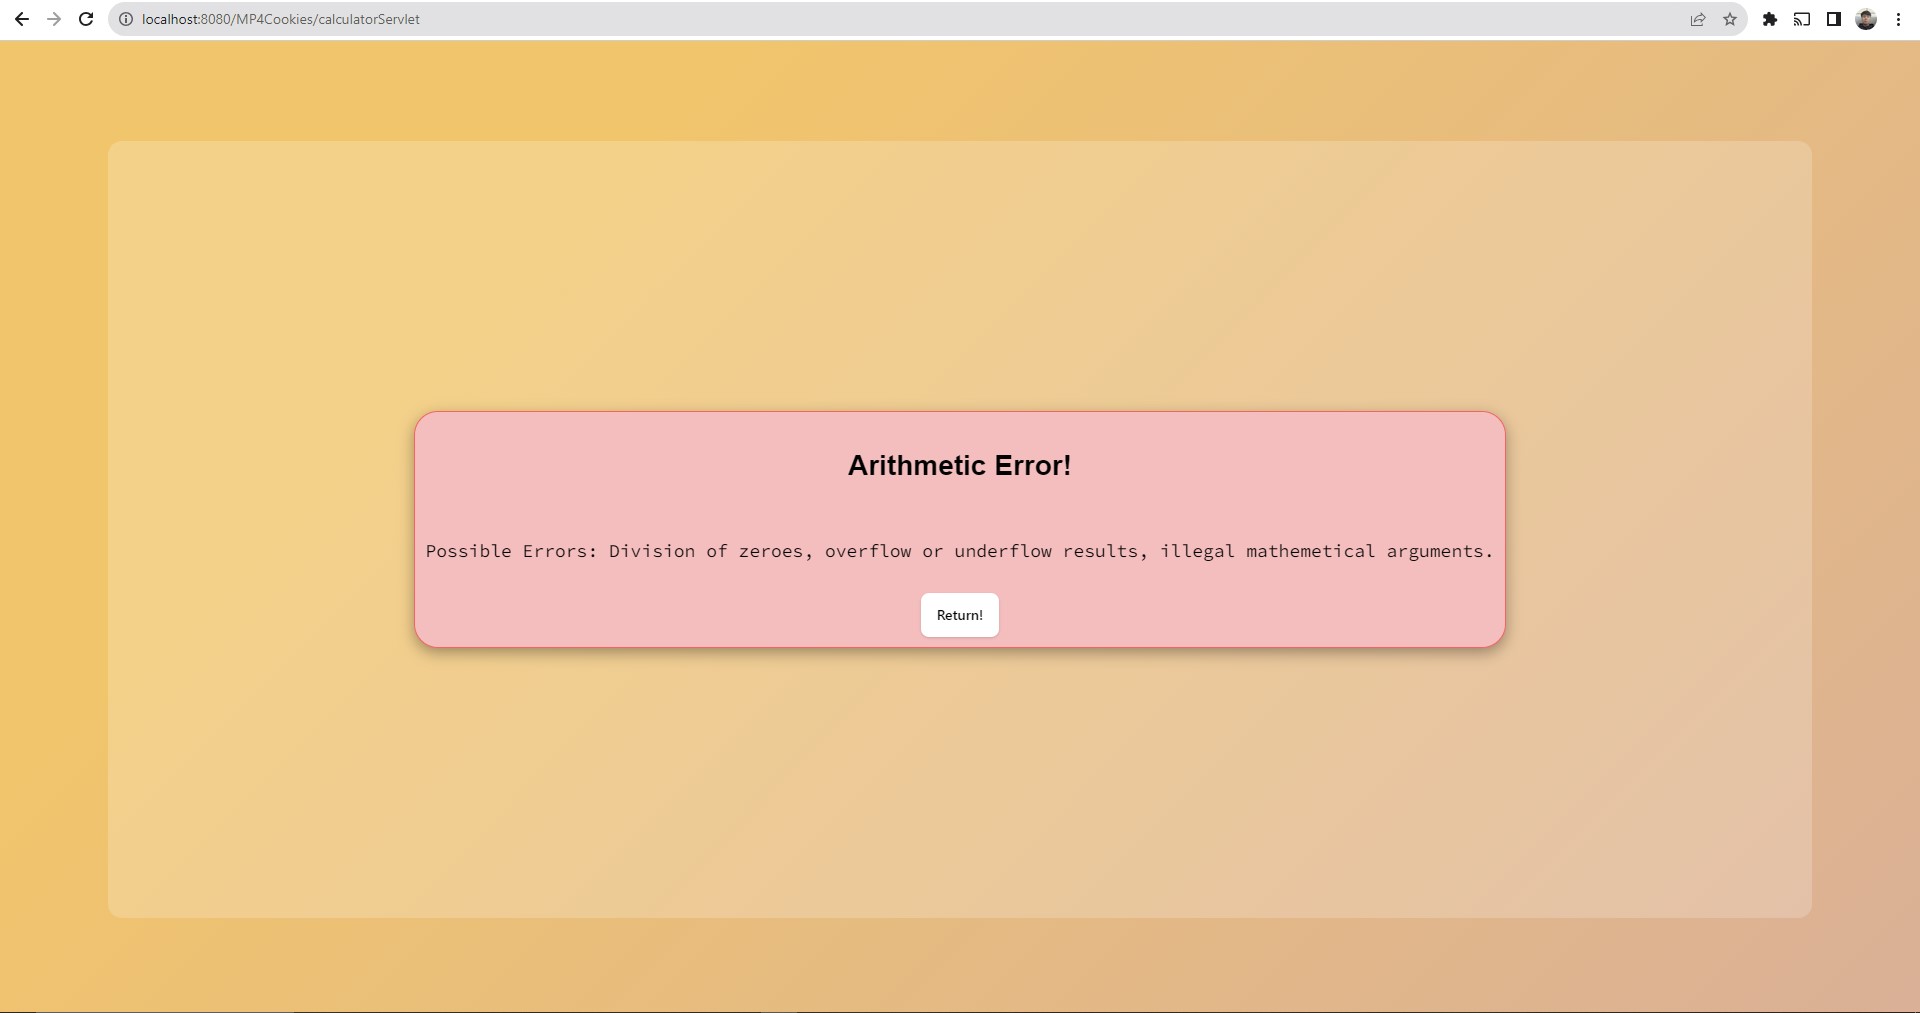 localhost:8080/MP4Cookies/calculatorServlet
Arithmetic Error!
Possible Errors: Division of zeroes, overflow or underflow results, illegal mathemetical arguments.
Return!